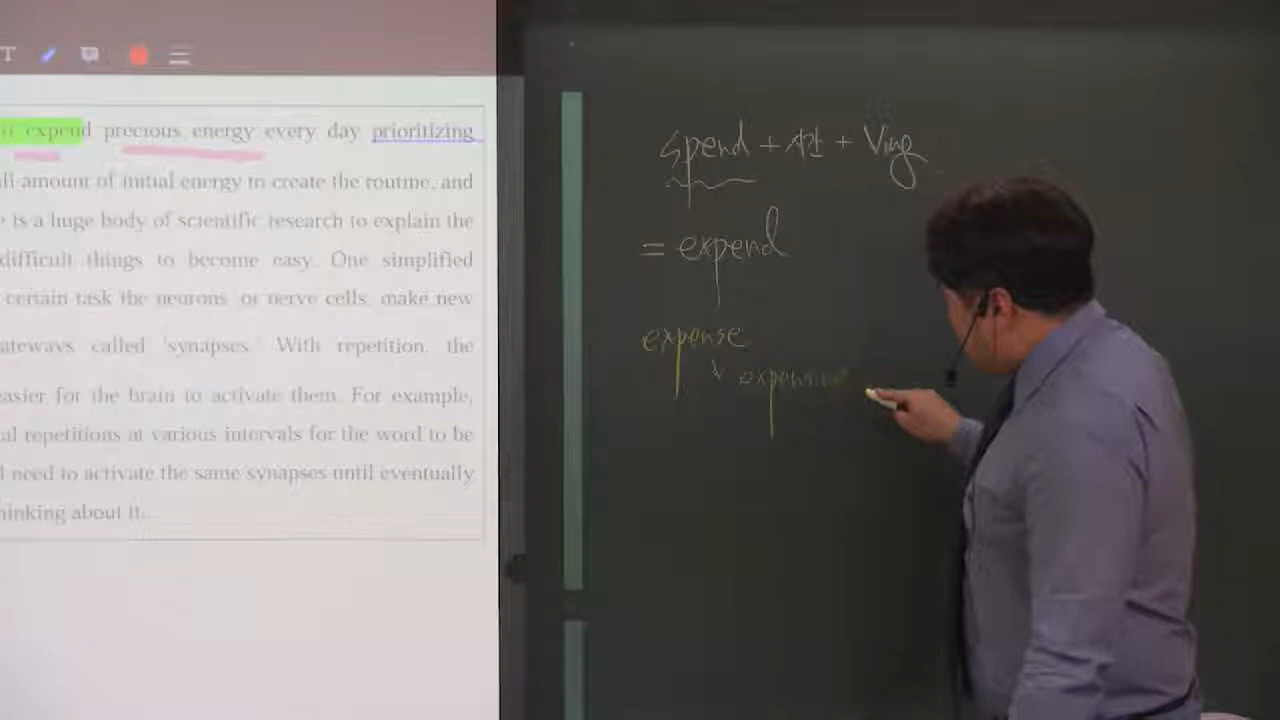 T
expend precious energy every day prioritizing
all amount of initial energy to create the routine, and
is a huge body of scientific research to explain the
difficult things to become easy. One simplified
certain task the neurons, or nerve cells, make new
ateways called 'synapses.' With repetition, the
easier for the brain to activate them. For example,
al repetitions at various intervals for the word to be
need to activate the same synapses until eventually
hinking about it...
spend + 시간 + Ving
= expend
expense
expensive